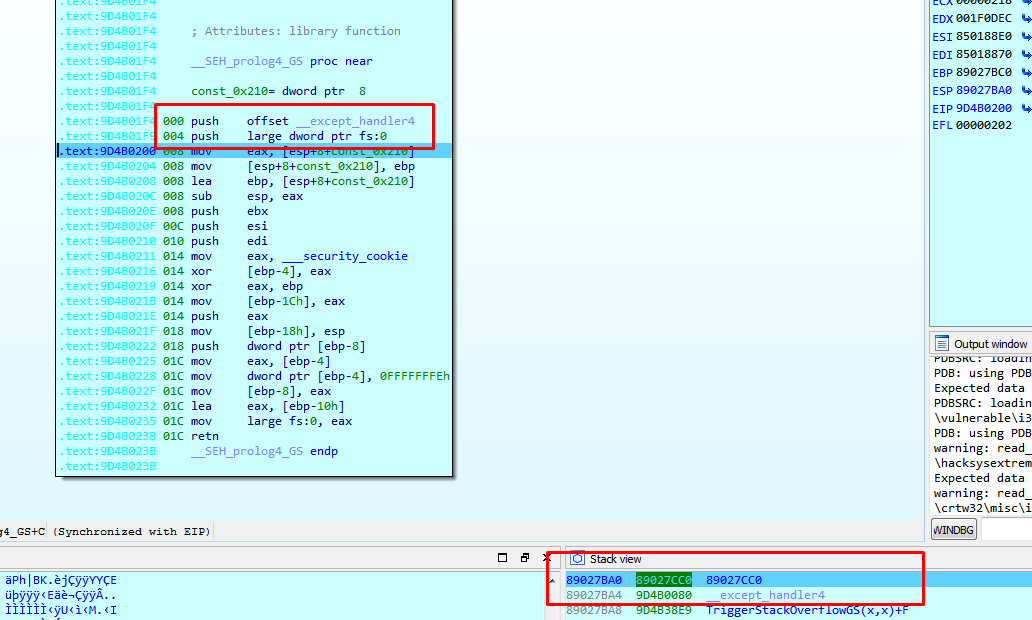 .text:9D4B01F4
.text:9D4B01F4
.text:9D4B01F4 ; Attributes: library function
.text:9D4B01F4
.text:9D4B01F4 __SEH_prolog4_GS proc near
.text:9D4B01F4
.text:9D4B01F4 const_0x210= dword ptr  8
.text:9D4B01F4
.text:9D4B01F4 000 push offset __except_handler4
.text:9D4B01F9 004 push large dword ptr fs:0
.text:9D4B0200 008 mov eax, [esp+8+const_0x210]
.text:9D4B0204 008 mov [esp+8+const_0x210], ebp
.text:9D4B0208 008 lea ebp, [esp+8+const_0x210]
.text:9D4B020C 008 sub esp, eax
.text:9D4B020E 008 push ebx
.text:9D4B020F 00C push esi
.text:9D4B0210 010 push edi
.text:9D4B0211 014 mov eax, ___security_cookie
.text:9D4B0216 014 xor [ebp-4], eax
.text:9D4B0219 014 xor eax, ebp
.text:9D4B021B 014 mov [ebp-1Ch], eax
.text:9D4B021E 014 push eax
.text:9D4B021F 018 mov [ebp-18h], esp
.text:9D4B0222 018 push dword ptr [ebp-8]
.text:9D4B0225 01C mov eax, [ebp-4]
.text:9D4B0228 01C mov dword ptr [ebp-4], 0FFFFFFFEh
.text:9D4B022F 01C mov [ebp-8], eax
.text:9D4B0232 01C lea eax, [ebp-10h]
.text:9D4B0235 01C mov large fs:0, eax
.text:9D4B023B 01C retn
.text:9D4B023B __SEH_prolog4_GS endp
.text:9D4B023B
g4_GS+C (Synchronized with EIP)
ECX 00000218
EDX 001F0DEC
ESI 850188E0
EDI 85018870
EBP 89027BC0
ESP 89027BA0
EIP 9D4B0200
EFL 00000202
Output window
PDBSRC: loadin
PDB: using PDB
Expected data
PDBSRC: loadin
\vulnerable\i3
PDB: using PDB
warning: read_
\hacksysextrem
Expected data
warning: read_
\crtw32\misc\i
WINDBG
äPh|BK.èjÇÿÿYYÇE
üþÿÿÿ‹Eäè¬ÇÿÿÂ..
ÌÌÌÌÌÌ‹ÿU‹ì‹M.‹I
Stack view
89027BA0 89027CC0 89027CC0
89027BA4 9D4B0080 __except_handler4
89027BA8 9D4B38E9 TriggerStackOverflowGS(x,x)+F